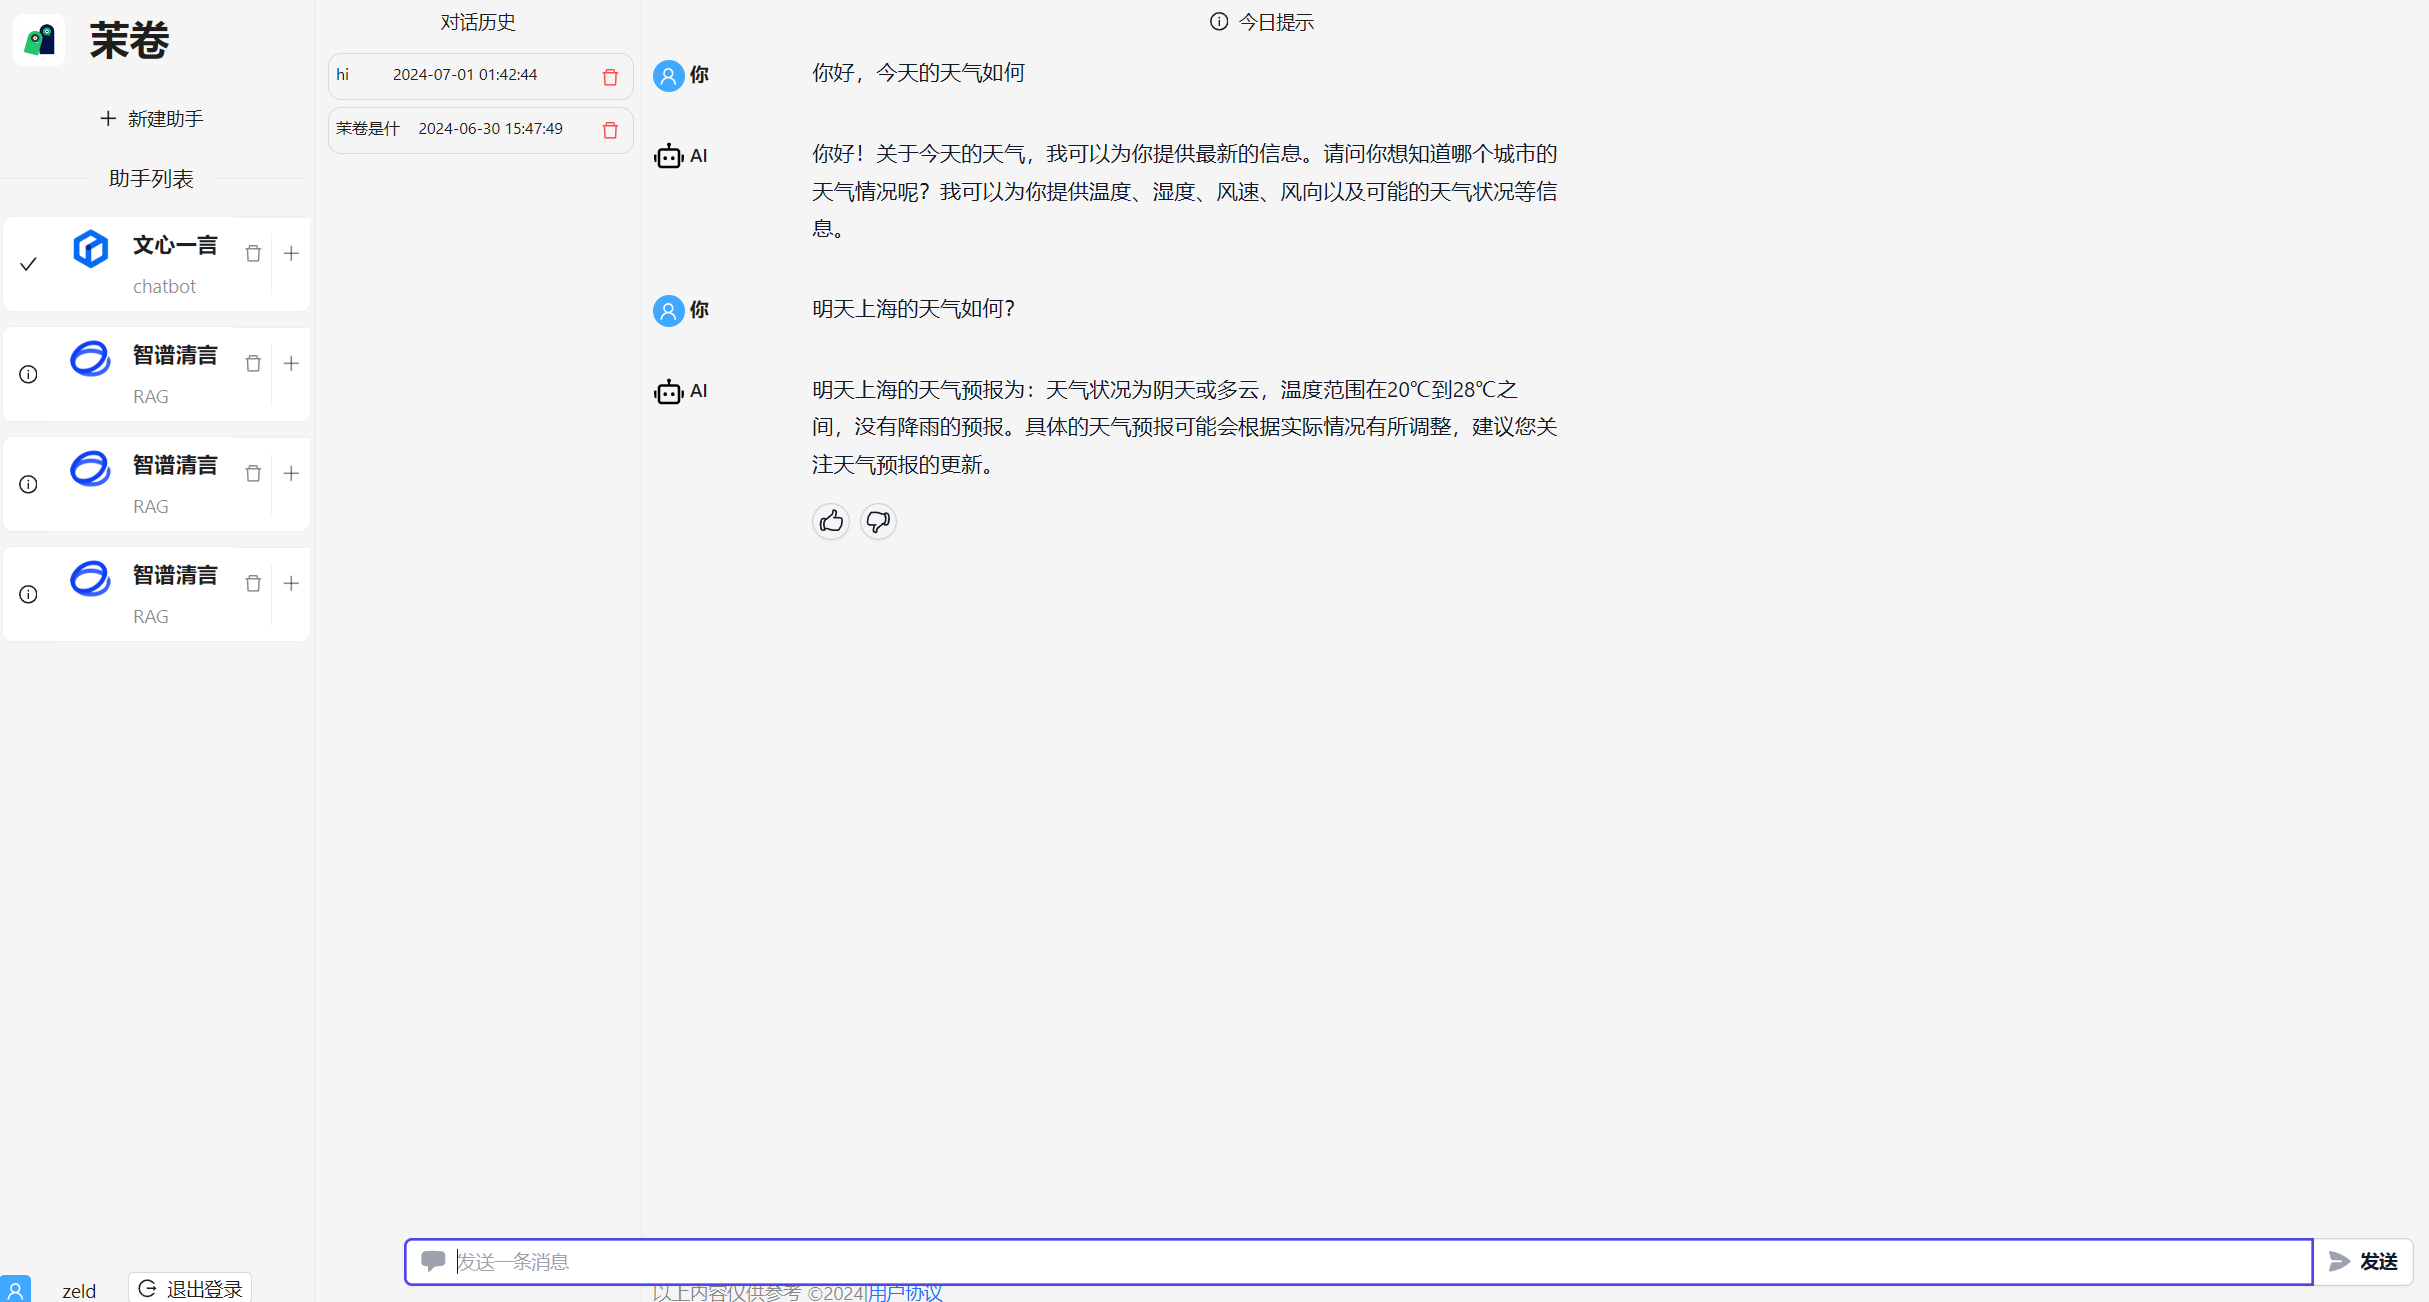 茉卷
新建助手
助手列表
文心一言
chatbot
智谱清言
RAG
智谱清言
RAG
智谱清言
RAG
zeld
退出登录
对话历史
hi 2024-07-01 01:42:44
茉卷是什 2024-06-30 15:47:49
今日提示
你
你好，今天的天气如何
AI
你好！关于今天的天气，我可以为你提供最新的信息。请问你想知道哪个城市的
天气情况呢？我可以为你提供温度、湿度、风速、风向以及可能的天气状况等信
息。
你
明天上海的天气如何？
AI
明天上海的天气预报为：天气状况为阴天或多云，温度范围在20℃到28℃之
间，没有降雨的预报。具体的天气预报可能会根据实际情况有所调整，建议您关
注天气预报的更新。
发送一条消息
发送
以上内容仅供参考 ©2024|用户协议